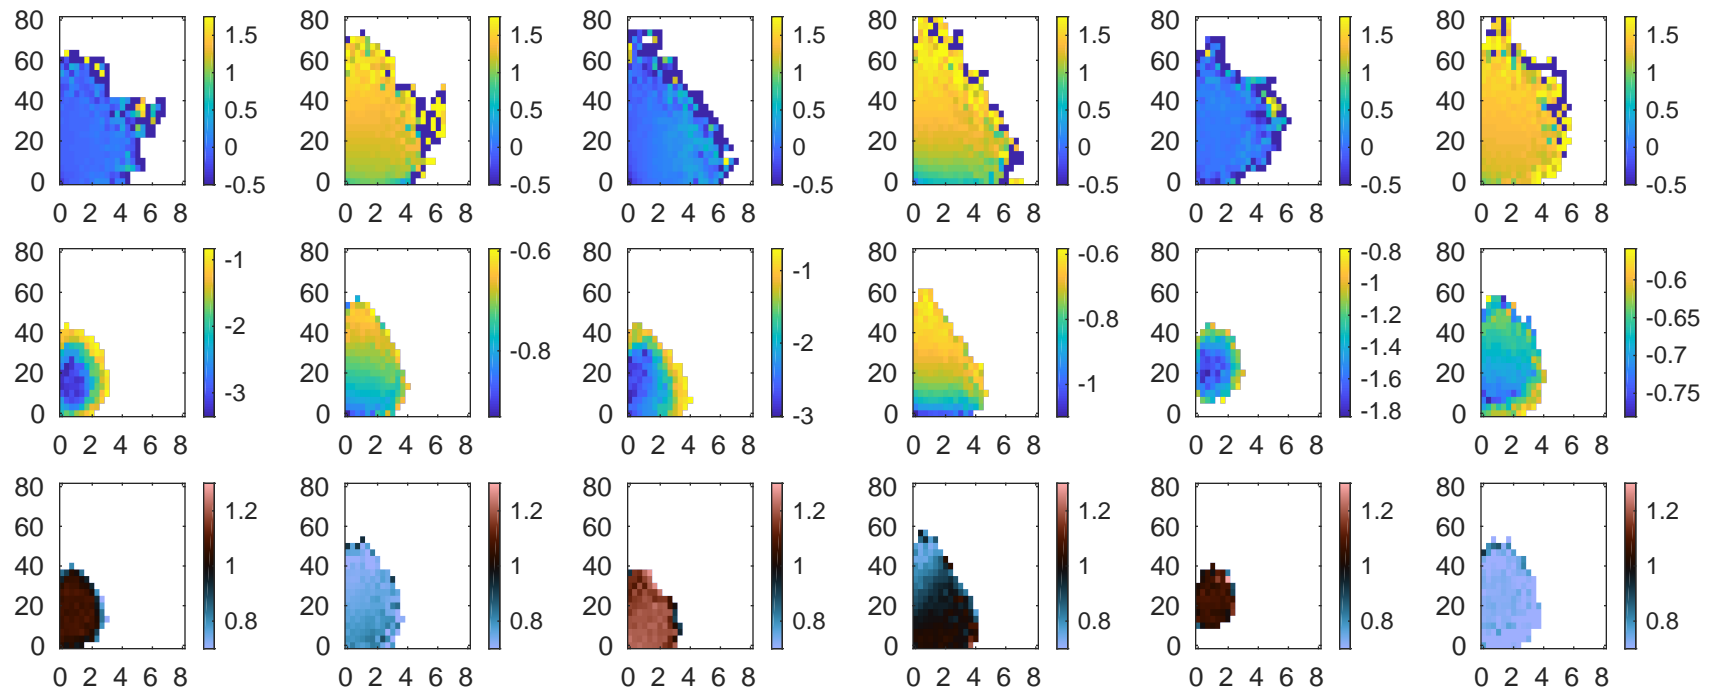 80 1.5 80 1.5 80 1.5 80 1.5 80 1.5 80 1.5
60 1 60 1 60 1 60 1 60 1 60 1
40 0.5 40 0.5 40 0.5 40 0.5 40 0.5 40 0.5
20 0 20 0 20 0 20 0 20 0 20 0
0 -0.5 0 -0.5 0 -0.5 0 -0.5 0 -0.5 0 -0.5
0 2 4 6 8 0 2 4 6 8 0 2 4 6 8 0 2 4 6 8 0 2 4 6 8 0 2 4 6 8
80 -1 80 -0.6 80 -1 80 -0.6 80 -0.8 80 -0.6
60 60 60 60 -0.8 60 -1 60 -0.65
40 -2 40 -0.8 40 -2 40 40 -1.2 40 -0.7
20 20 20 20 -1 20 -1.4 20 -0.75
0 -3 0 0 -3 0 0 -1.6 0
-1.8
0 2 4 6 8 0 2 4 6 8 0 2 4 6 8 0 2 4 6 8 0 2 4 6 8 0 2 4 6 8
80 1.2 80 1.2 80 1.2 80 1.2 80 1.2 80 1.2
60 60 60 60 60 60
40 1 40 1 40 1 40 1 40 1 40 1
20 0.8 20 0.8 20 0.8 20 0.8 20 0.8 20 0.8
0 0 0 0 0 0
0 2 4 6 8 0 2 4 6 8 0 2 4 6 8 0 2 4 6 8 0 2 4 6 8 0 2 4 6 8